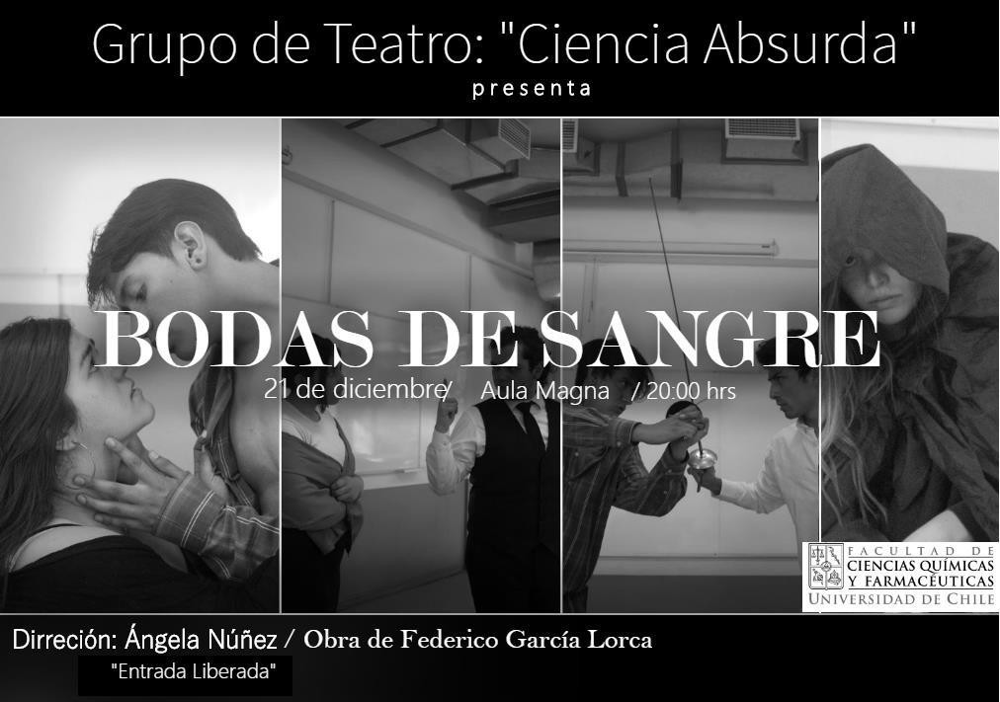 Grupo de Teatro: "Ciencia Absurda"
presenta
BODAS DE SANGRE
21 de diciembre/ Aula Magna / 20:00 hrs
FACULTAD DE
CIENCIAS QUÍMICAS
Y FARMACÉUTICAS
UNIVERSIDAD DE CHILE
Dirreción: Ángela Núñez / Obra de Federico García Lorca
"Entrada Liberada"